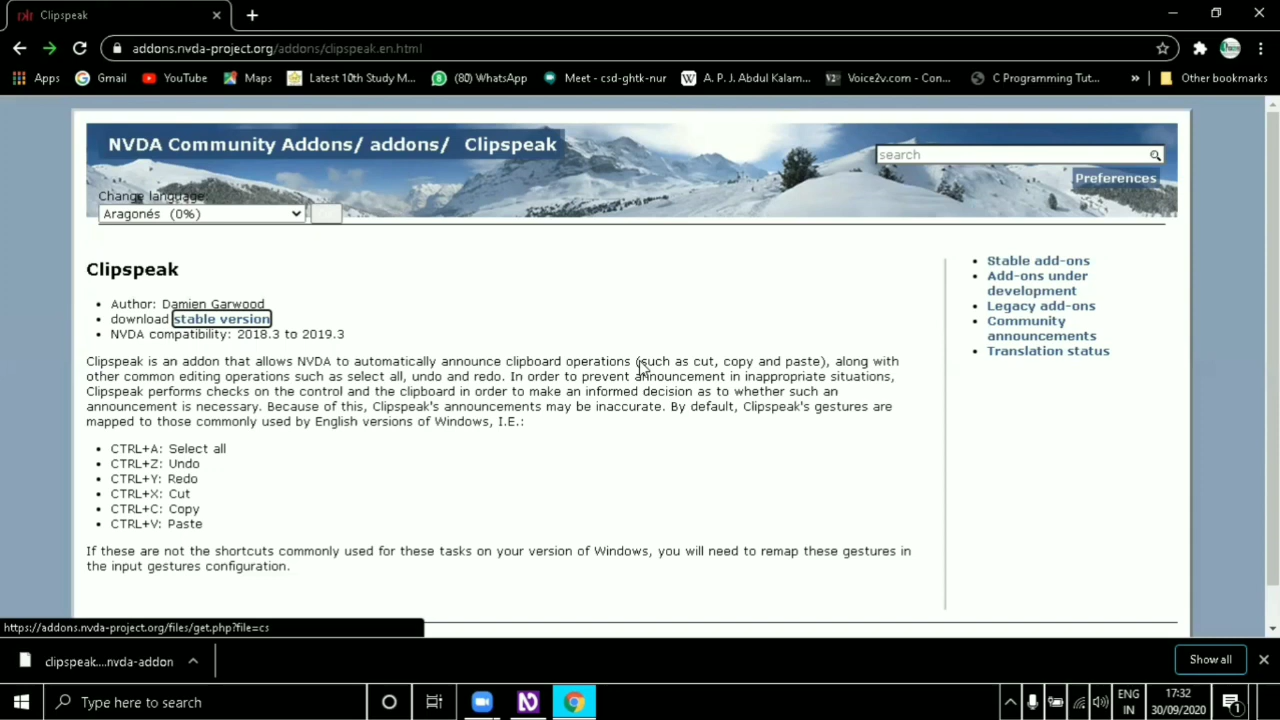 Clipspeak
addons.nvda-project.org/addons/clipspeak.en.html
Apps
Gmail
YouTube
Maps
Latest 10th Study M...
(80) WhatsApp
Meet - csd-ghtk-nur
A. P. J. Abdul Kalam...
Voice2v.com - Con...
C Programming Tut...
»
Other bookmarks
NVDA Community Addons/ addons/ Clipspeak
search
Preferences
Change language:
Aragonés (0%)
Clipspeak
• Author: Damien Garwood
• download stable version
• NVDA compatibility: 2018.3 to 2019.3
Clipspeak is an addon that allows NVDA to automatically announce clipboard operations (such as cut, copy and paste), along with
other common editing operations such as select all, undo and redo. In order to prevent announcement in inappropriate situations,
Clipspeak performs checks on the control and the clipboard in order to make an informed decision as to whether such an
announcement is necessary. Because of this, Clipspeak's announcements may be inaccurate. By default, Clipspeak's gestures are
mapped to those commonly used by English versions of Windows, I.E.:
• CTRL+A: Select all
• CTRL+Z: Undo
• CTRL+Y: Redo
• CTRL+X: Cut
• CTRL+C: Copy
• CTRL+V: Paste
If these are not the shortcuts commonly used for these tasks on your version of Windows, you will need to remap these gestures in
the input gestures configuration.
• Stable add-ons
• Add-ons under
development
• Legacy add-ons
• Community
announcements
• Translation status
https://addons.nvda-project.org/files/get.php?file=cs
clipspeak....nvda-addon
Show all
Type here to search
ENG
IN
17:32
30/09/2020
1